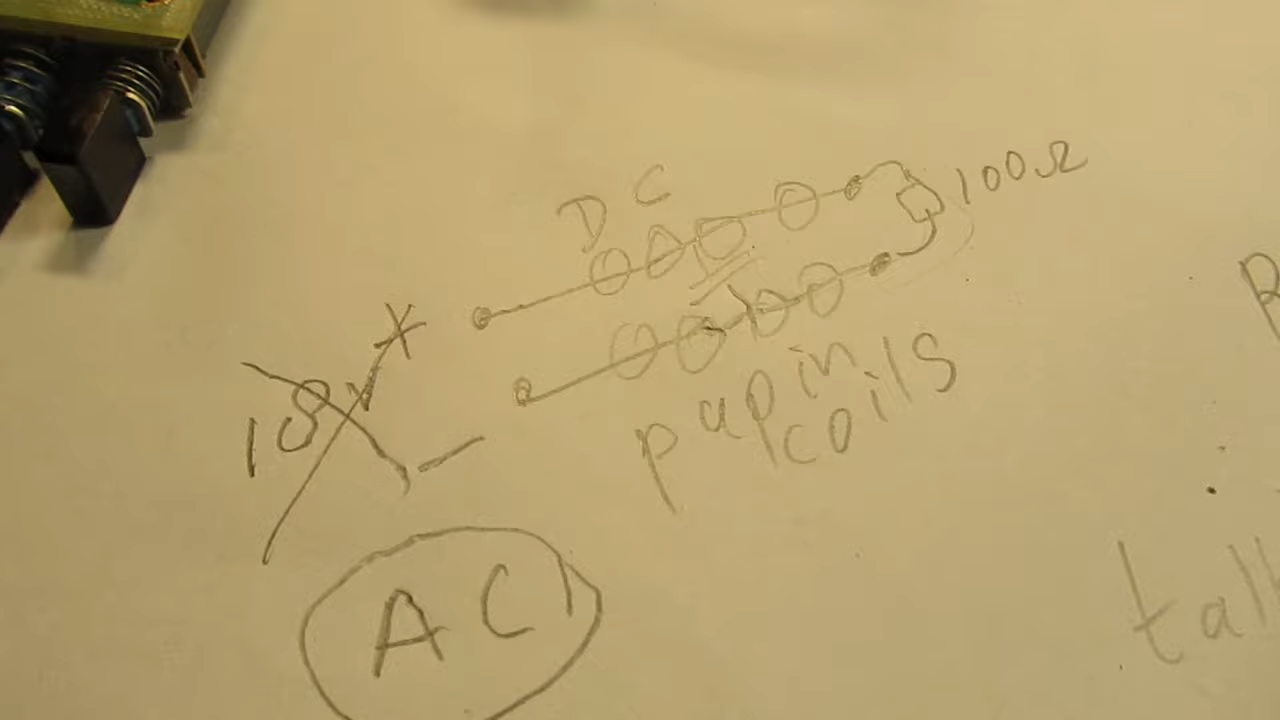 DC
100Ω
18V
pupin
coils
AC